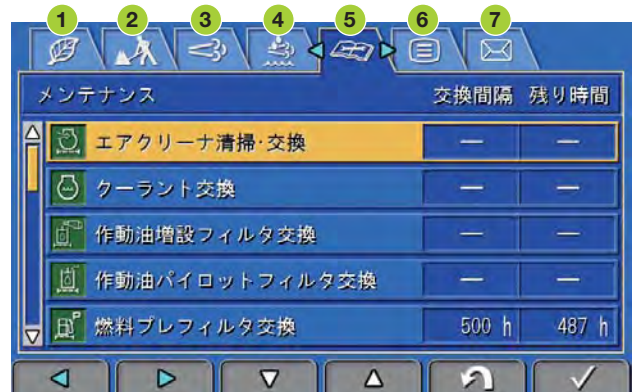 1 2 3 4 5 6 7
メンテナンス 交換間隔 残り時間
エアクリーナ清掃·交換 — —
クーラント交換 — —
作動油増設フィルタ交換 — —
作動油パイロットフィルタ交換 — —
燃料プレフィルタ交換 500 h 487 h